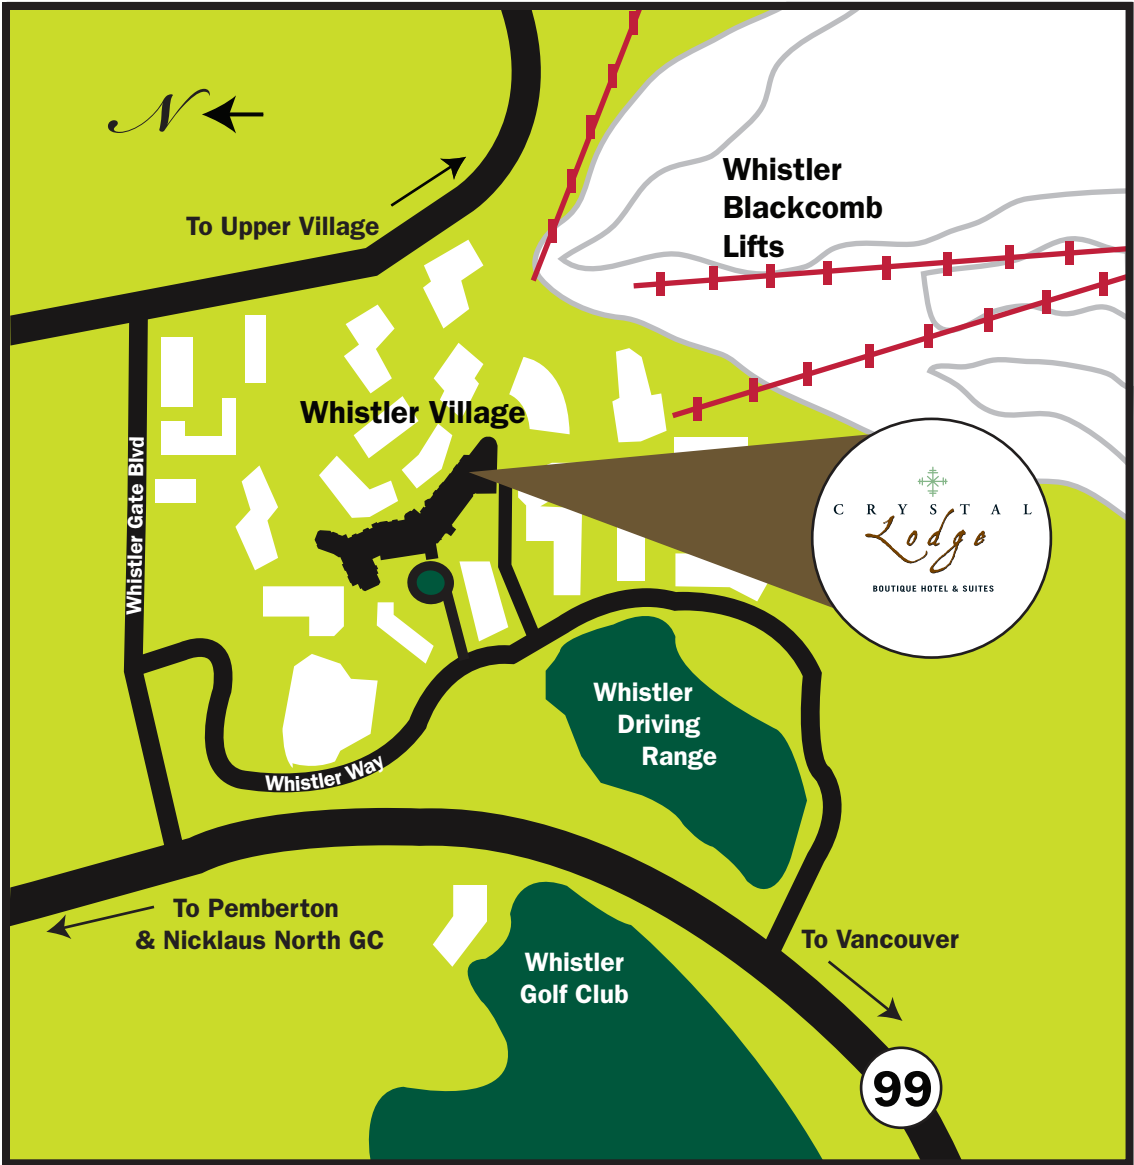 N
Whistler
Blackcomb
Lifts
To Upper Village
Whistler Village
Whistler Gate Blvd
CRYSTAL
Lodge
BOUTIQUE HOTEL & SUITES
Whistler
Driving
Range
Whistler Way
To Pemberton
& Nicklaus North GC
To Vancouver
Whistler
Golf Club
99